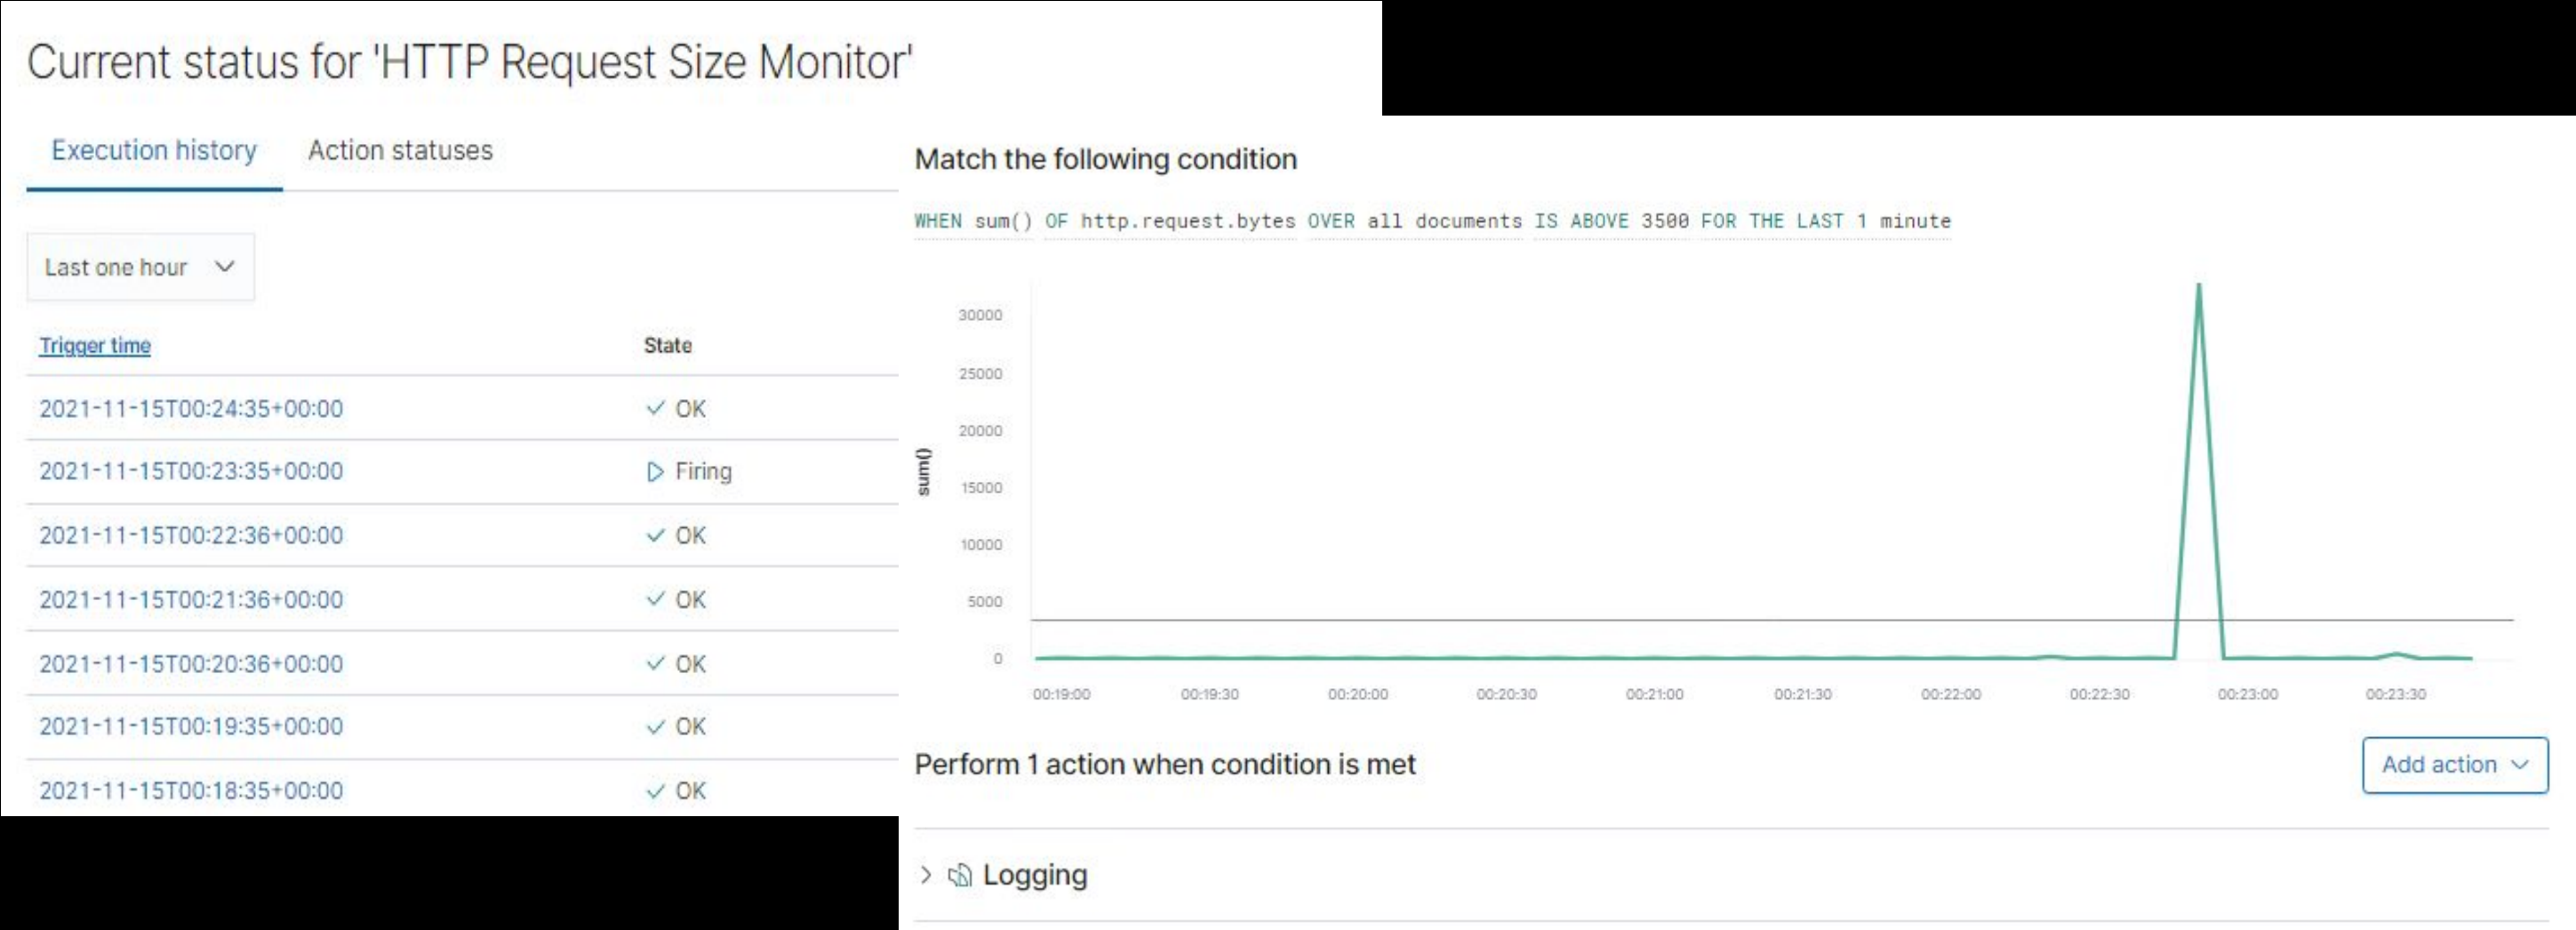 Current status for 'HTTP Request Size Monitor'
Execution history Action statuses
Last one hour
Trigger time State
2021-11-15T00:24:35+00:00 OK
2021-11-15T00:23:35+00:00 Firing
2021-11-15T00:22:36+00:00 OK
2021-11-15T00:21:36+00:00 OK
2021-11-15T00:20:36+00:00 OK
2021-11-15T00:19:35+00:00 OK
2021-11-15T00:18:35+00:00 OK
Match the following condition
WHEN sum() OF http.request.bytes OVER all documents IS ABOVE 3500 FOR THE LAST 1 minute
sum()
30000
25000
20000
15000
10000
5000
0
00:19:00 00:19:30 00:20:00 00:20:30 00:21:00 00:21:30 00:22:00 00:22:30 00:23:00 00:23:30
Perform 1 action when condition is met
Add action
Logging